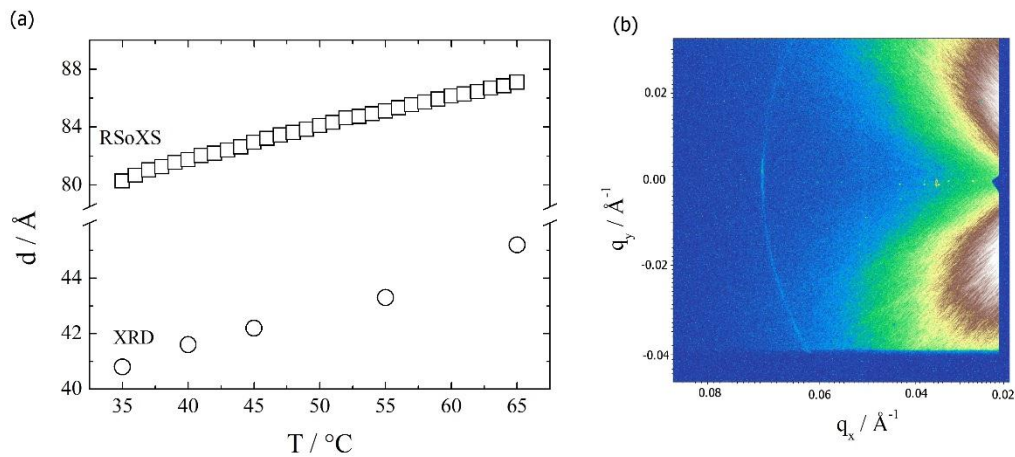 (a)
88
84
80
44
42
40
d / Å
RSoXS
XRD
35 40 45 50 55 60 65
T / °C
(b)
0.02
0.00
-0.02
-0.04
q_y / Å⁻¹
0.08 0.06 0.04 0.02
q_x / Å⁻¹